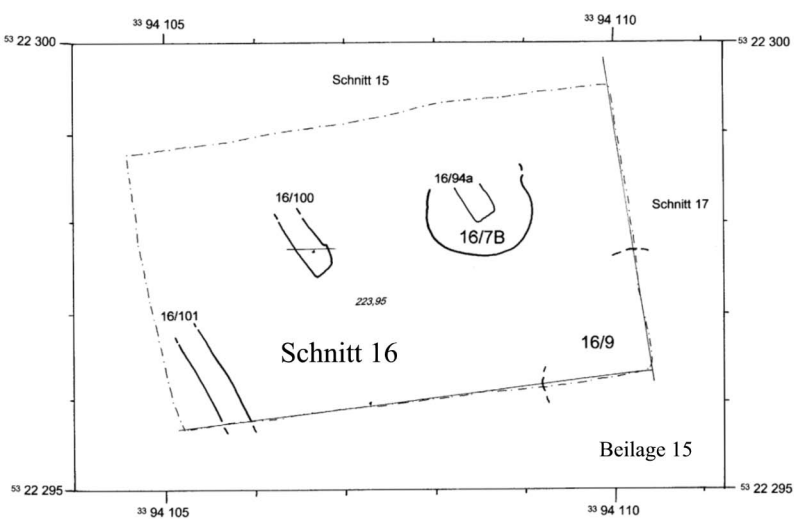 33 94 105
33 94 110
53 22 300
53 22 300
Schnitt 15
16/94a
16/100
Schnitt 17
16/7B
223,95
16/101
Schnitt 16
16/9
Beilage 15
53 22 295
53 22 295
33 94 105
33 94 110